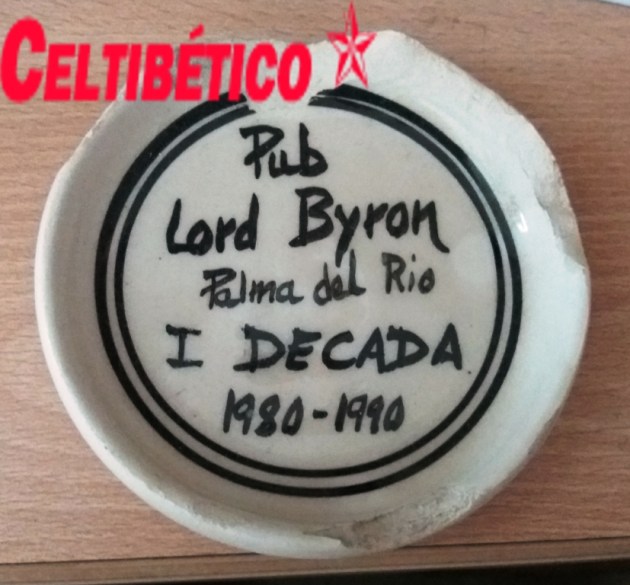 CELTIBÉTICO
Pub
Lord Byron
Palma del Rio
I DECADA
1980-1990